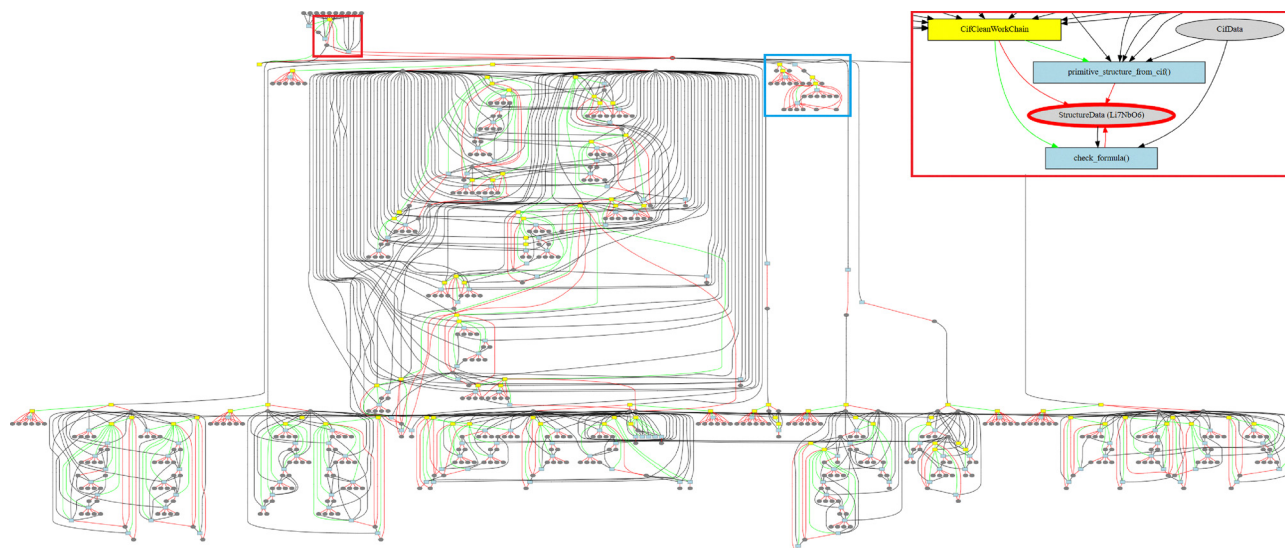 CifCleanWorkChain
CifData
primitive_structure_from_cif()
StructureData (Li7NbO6)
check_formula()